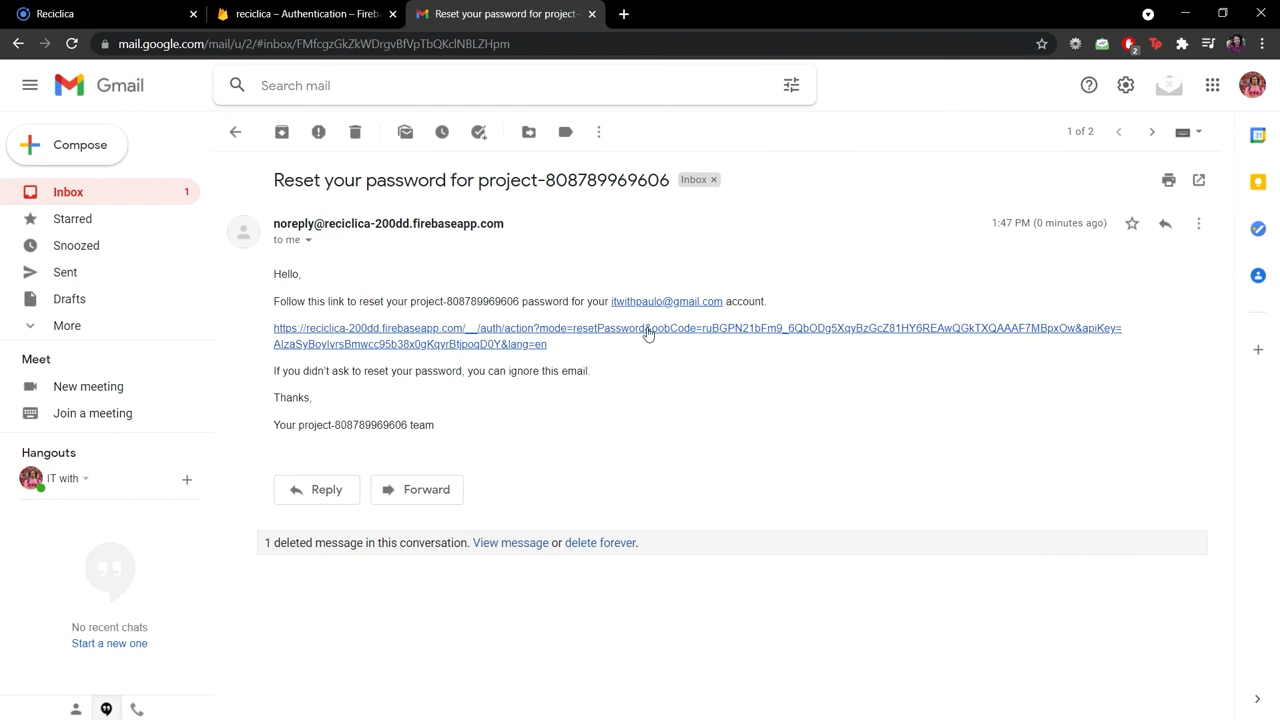 Reciclica
reciclica – Authentication – Fireb
Reset your password for project-
mail.google.com/mail/u/2/#inbox/FMfcgzGkZkWDrgvBfVpTbQKclNBLZHpm
2
Gmail
Search mail
Compose
1 of 2
31
Inbox 1
Starred
Snoozed
Sent
Drafts
More
Reset your password for project-808789969606 Inbox ×
noreply@reciclica-200dd.firebaseapp.com
1:47 PM (0 minutes ago)
to me
Hello,
Follow this link to reset your project-808789969606 password for your itwithpaulo@gmail.com account.
https://reciclica-200dd.firebaseapp.com/__/auth/action?mode=resetPassword&oobCode=ruBGPN21bFm9_6QbODg5XqyBzGcZ81HY6REAwQGkTXQAAAF7MBpxOw&apiKey=
AIzaSyBoyIvrsBmwcc95b38x0gKqyrBtjpoqD0Y&lang=en
If you didn't ask to reset your password, you can ignore this email.
Thanks,
Your project-808789969606 team
Meet
New meeting
Join a meeting
Hangouts
IT with
Reply
Forward
1 deleted message in this conversation. View message or delete forever.
No recent chats
Start a new one